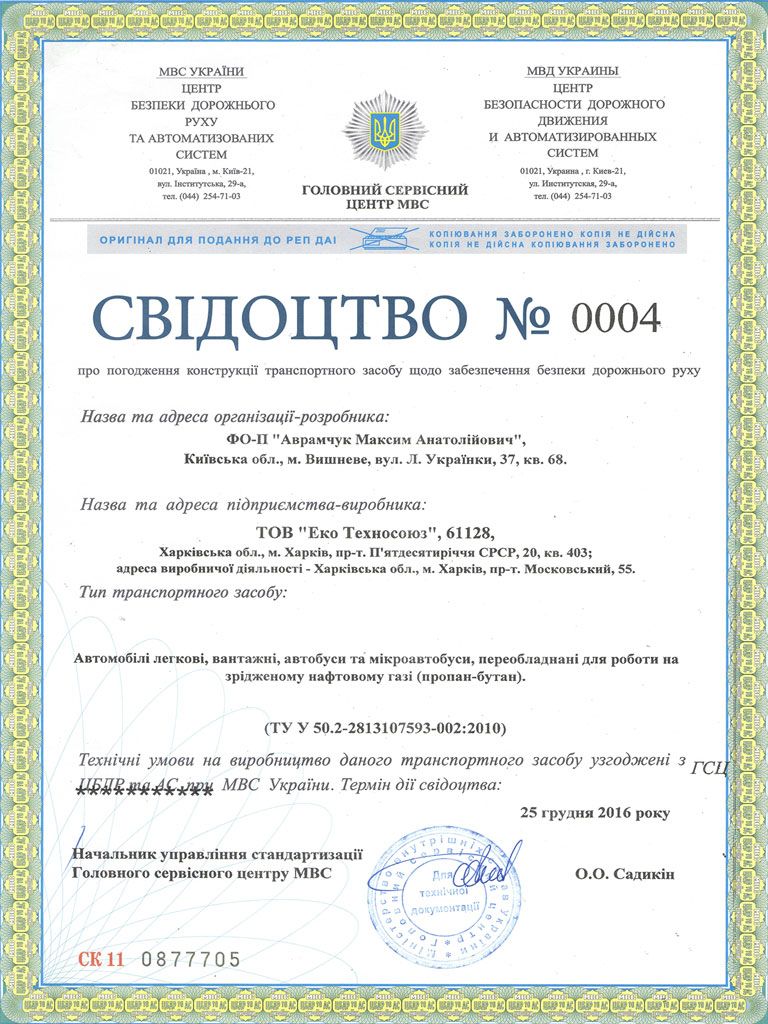 МВС УКРАЇНИ
ЦЕНТР
БЕЗПЕКИ ДОРОЖНЬОГО
РУХУ
ТА АВТОМАТИЗОВАНИХ
СИСТЕМ
01021, Україна , м. Київ-21,
вул. Інститутська, 29-а,
тел. (044) 254-71-03
МВД УКРАИНЫ
ЦЕНТР
БЕЗОПАСНОСТИ ДОРОЖНОГО
ДВИЖЕНИЯ
И АВТОМАТИЗИРОВАННЫХ
СИСТЕМ
01021, Украина , г. Киев-21,
ул. Институтская, 29-а,
тел. (044) 254-71-03
ГОЛОВНИЙ СЕРВІСНИЙ
ЦЕНТР МВС
ОРИГІНАЛ ДЛЯ ПОДАННЯ ДО РЕП ДАІ
КОПІЮВАННЯ ЗАБОРОНЕНО КОПІЯ НЕ ДІЙСНА
КОПІЯ НЕ ДІЙСНА КОПІЮВАННЯ ЗАБОРОНЕНО
СВІДОЦТВО № 0004
про погодження конструкції транспортного засобу щодо забезпечення безпеки дорожнього руху
Назва та адреса організації-розробника:
ФО-П "Аврамчук Максим Анатолійович",
Київська обл., м. Вишневе, вул. Л. Українки, 37, кв. 68.
Назва та адреса підприємства-виробника:
ТОВ "Еко Техносоюз", 61128,
Харківська обл., м. Харків, пр-т. П'ятдесятиріччя СРСР, 20, кв. 403;
адреса виробничої діяльності - Харківська обл., м. Харків, пр-т. Московський, 55.
Тип транспортного засобу:
Автомобілі легкові, вантажні, автобуси та мікроавтобуси, переобладнані для роботи на
зрідженому нафтовому газі (пропан-бутан).
(ТУ У 50.2-2813107593-002:2010)
Технічні умови на виробництво даного транспортного засобу узгоджені з ГСЦ
ЦБДР та АС при МВС України. Термін дії свідоцтва:
25 грудня 2016 року
Начальник управління стандартизації
Головного сервісного центру МВС
О.О. Садикін
Міністерство внутрішніх справ України
Головний сервісний центр
Для
технічної
документації
СК 11 0877705